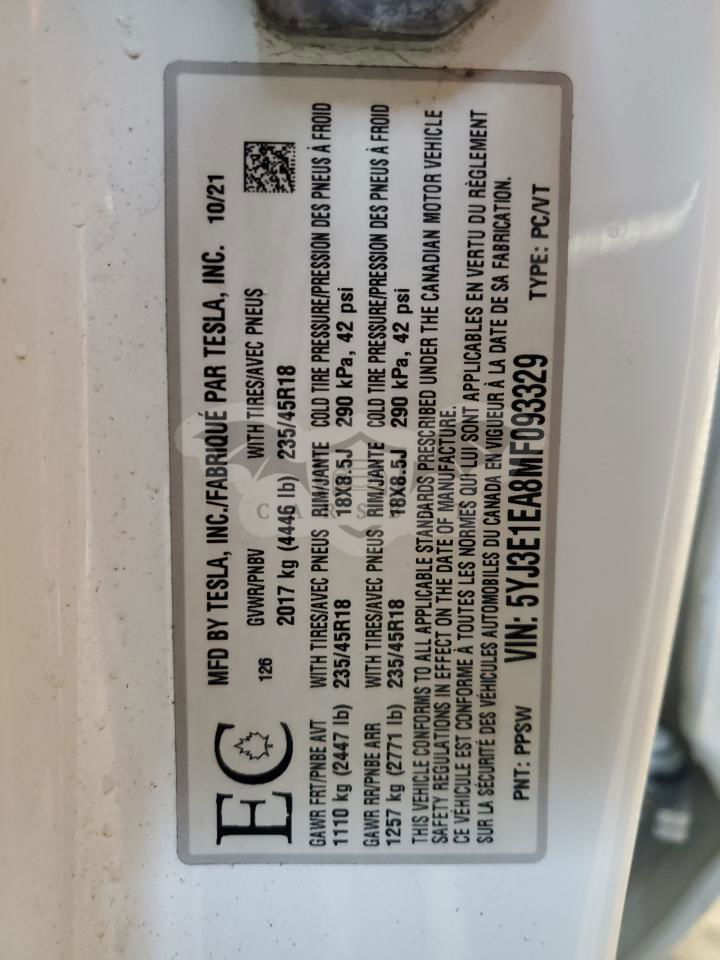 EC
MFD BY TESLA, INC./FABRIQUÉ PAR TESLA, INC. 10/21
126 GVWR/PNBV WITH TIRES/AVEC PNEUS
2017 kg (4446 lb) 235/45R18
GAWR FRT/PNBE AVT WITH TIRES/AVEC PNEUS RIM/JANTE COLD TIRE PRESSURE/PRESSION DES PNEUS À FROID
1110 kg (2447 lb) 235/45R18 18X8.5J 290 kPa, 42 psi
GAWR RR/PNBE ARR WITH TIRES/AVEC PNEUS RIM/JANTE COLD TIRE PRESSURE/PRESSION DES PNEUS À FROID
1257 kg (2771 lb) 235/45R18 18X8.5J 290 kPa, 42 psi
THIS VEHICLE CONFORMS TO ALL APPLICABLE STANDARDS PRESCRIBED UNDER THE CANADIAN MOTOR VEHICLE
SAFETY REGULATIONS IN EFFECT ON THE DATE OF MANUFACTURE.
CE VÉHICULE EST CONFORME À TOUTES LES NORMES QUI LUI SONT APPLICABLES EN VERTU DU RÈGLEMENT
SUR LA SÉCURITÉ DES VÉHICULES AUTOMOBILES DU CANADA EN VIGUEUR À LA DATE DE SA FABRICATION.
PNT: PPSW VIN: 5YJ3E1EA8MF093329 TYPE: PC/VT
CARS